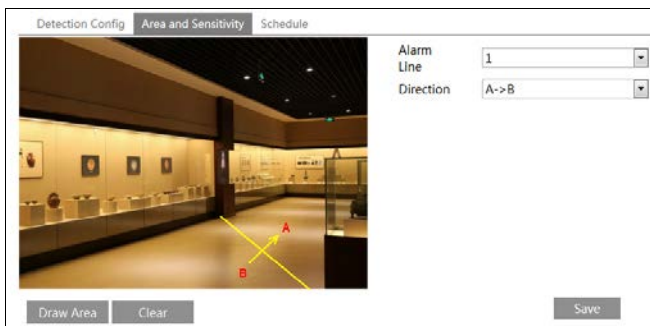 Detection Config Area and Sensitivity Schedule
Alarm Line 1
Direction A->B
A
B
Draw Area Clear Save